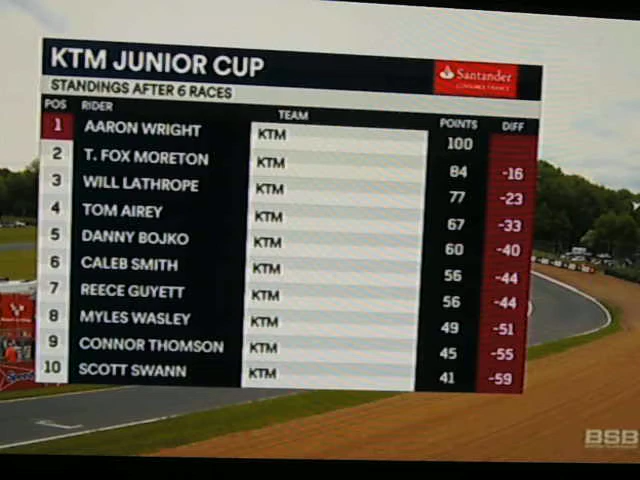 KTM JUNIOR CUP
Santander
CONSUMER FINANCE
STANDINGS AFTER 6 RACES
POS RIDER TEAM POINTS DIFF
1 AARON WRIGHT KTM 100
2 T. FOX MORETON KTM 84 -16
3 WILL LATHROPE KTM 77 -23
4 TOM AIREY KTM 67 -33
5 DANNY BOJKO KTM 60 -40
6 CALEB SMITH KTM 56 -44
7 REECE GUYETT KTM 56 -44
8 MYLES WASLEY KTM 49 -51
9 CONNOR THOMSON KTM 45 -55
10 SCOTT SWANN KTM 41 -59
BSB